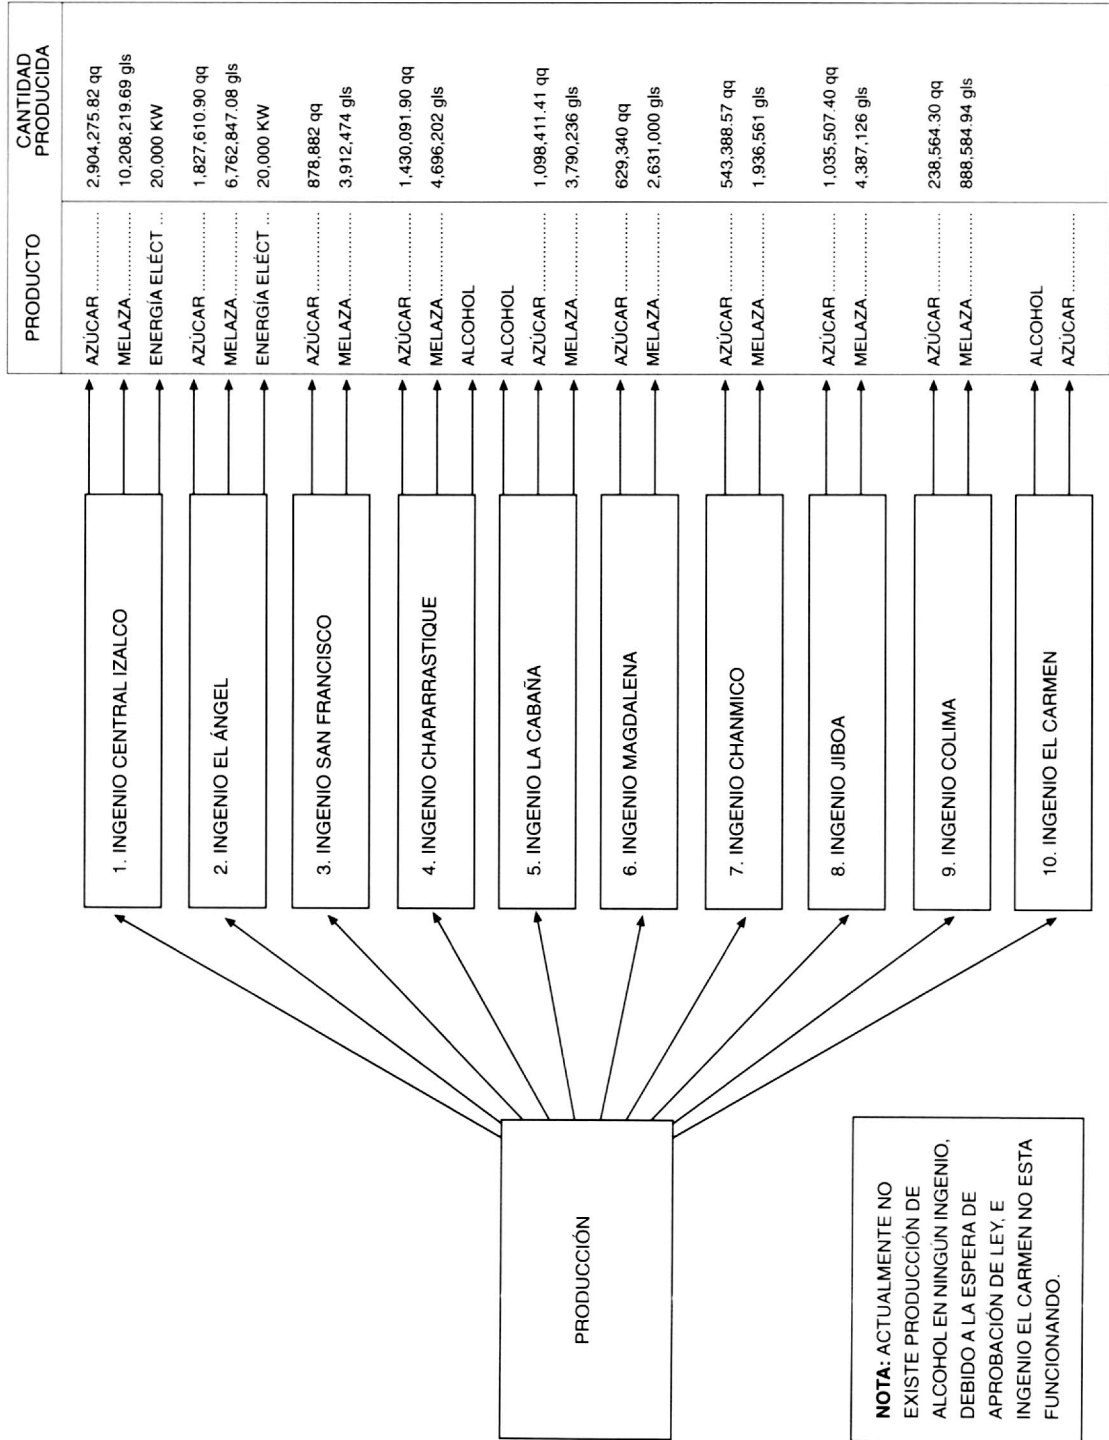 PRODUCTO
CANTIDAD
PRODUCIDA
PRODUCCIÓN
1. INGENIO CENTRAL IZALCO
AZÚCAR ................ 2,904,275.82 qq
MELAZA................ 10,208,219.69 gls
ENERGÍA ELÉCT ... 20,000 KW
2. INGENIO EL ÁNGEL
AZÚCAR ................ 1,827,610.90 qq
MELAZA................ 6,762,847.08 gls
ENERGÍA ELÉCT ... 20,000 KW
3. INGENIO SAN FRANCISCO
AZÚCAR ................ 878,882 qq
MELAZA................ 3,912,474 gls
4. INGENIO CHAPARRASTIQUE
AZÚCAR ................ 1,430,091.90 qq
MELAZA................ 4,696,202 gls
ALCOHOL
5. INGENIO LA CABAÑA
ALCOHOL
AZÚCAR ................ 1,098,411.41 qq
MELAZA................ 3,790,236 gls
6. INGENIO MAGDALENA
AZÚCAR ................ 629,340 qq
MELAZA................ 2,631,000 gls
7. INGENIO CHANMICO
AZÚCAR ................ 543,388.57 qq
MELAZA................ 1,936,561 gls
8. INGENIO JIBOA
AZÚCAR ................ 1,035,507.40 qq
MELAZA................ 4,387,126 gls
9. INGENIO COLIMA
AZÚCAR ................ 238,564.30 qq
MELAZA................ 888,584.94 gls
10. INGENIO EL CARMEN
ALCOHOL
AZÚCAR ................
NOTA: ACTUALMENTE NO
EXISTE PRODUCCIÓN DE
ALCOHOL EN NINGÚN INGENIO,
DEBIDO A LA ESPERA DE
APROBACIÓN DE LEY, E
INGENIO EL CARMEN NO ESTA
FUNCIONANDO.